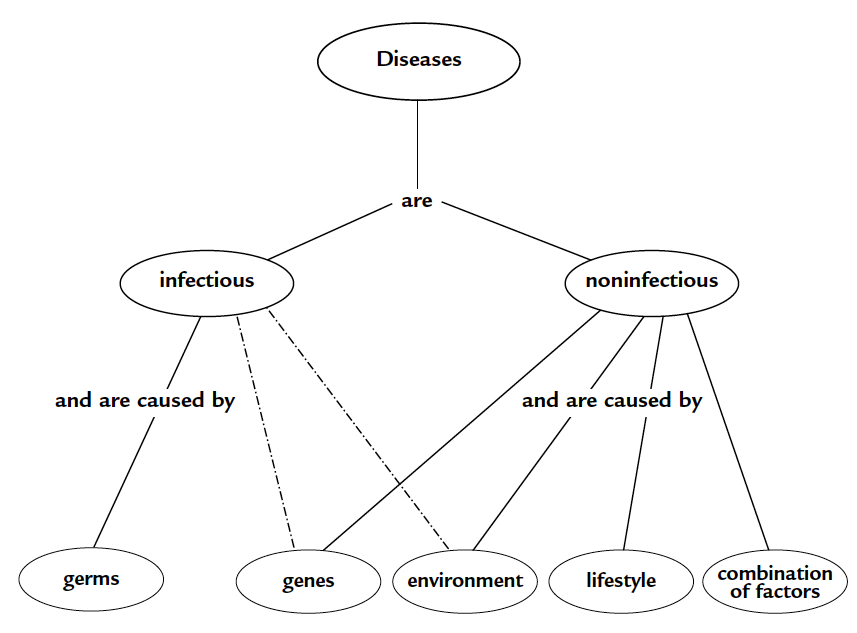 Diseases
are
infectious
noninfectious
and are caused by
and are caused by
germs
genes
environment
lifestyle
combination
of factors